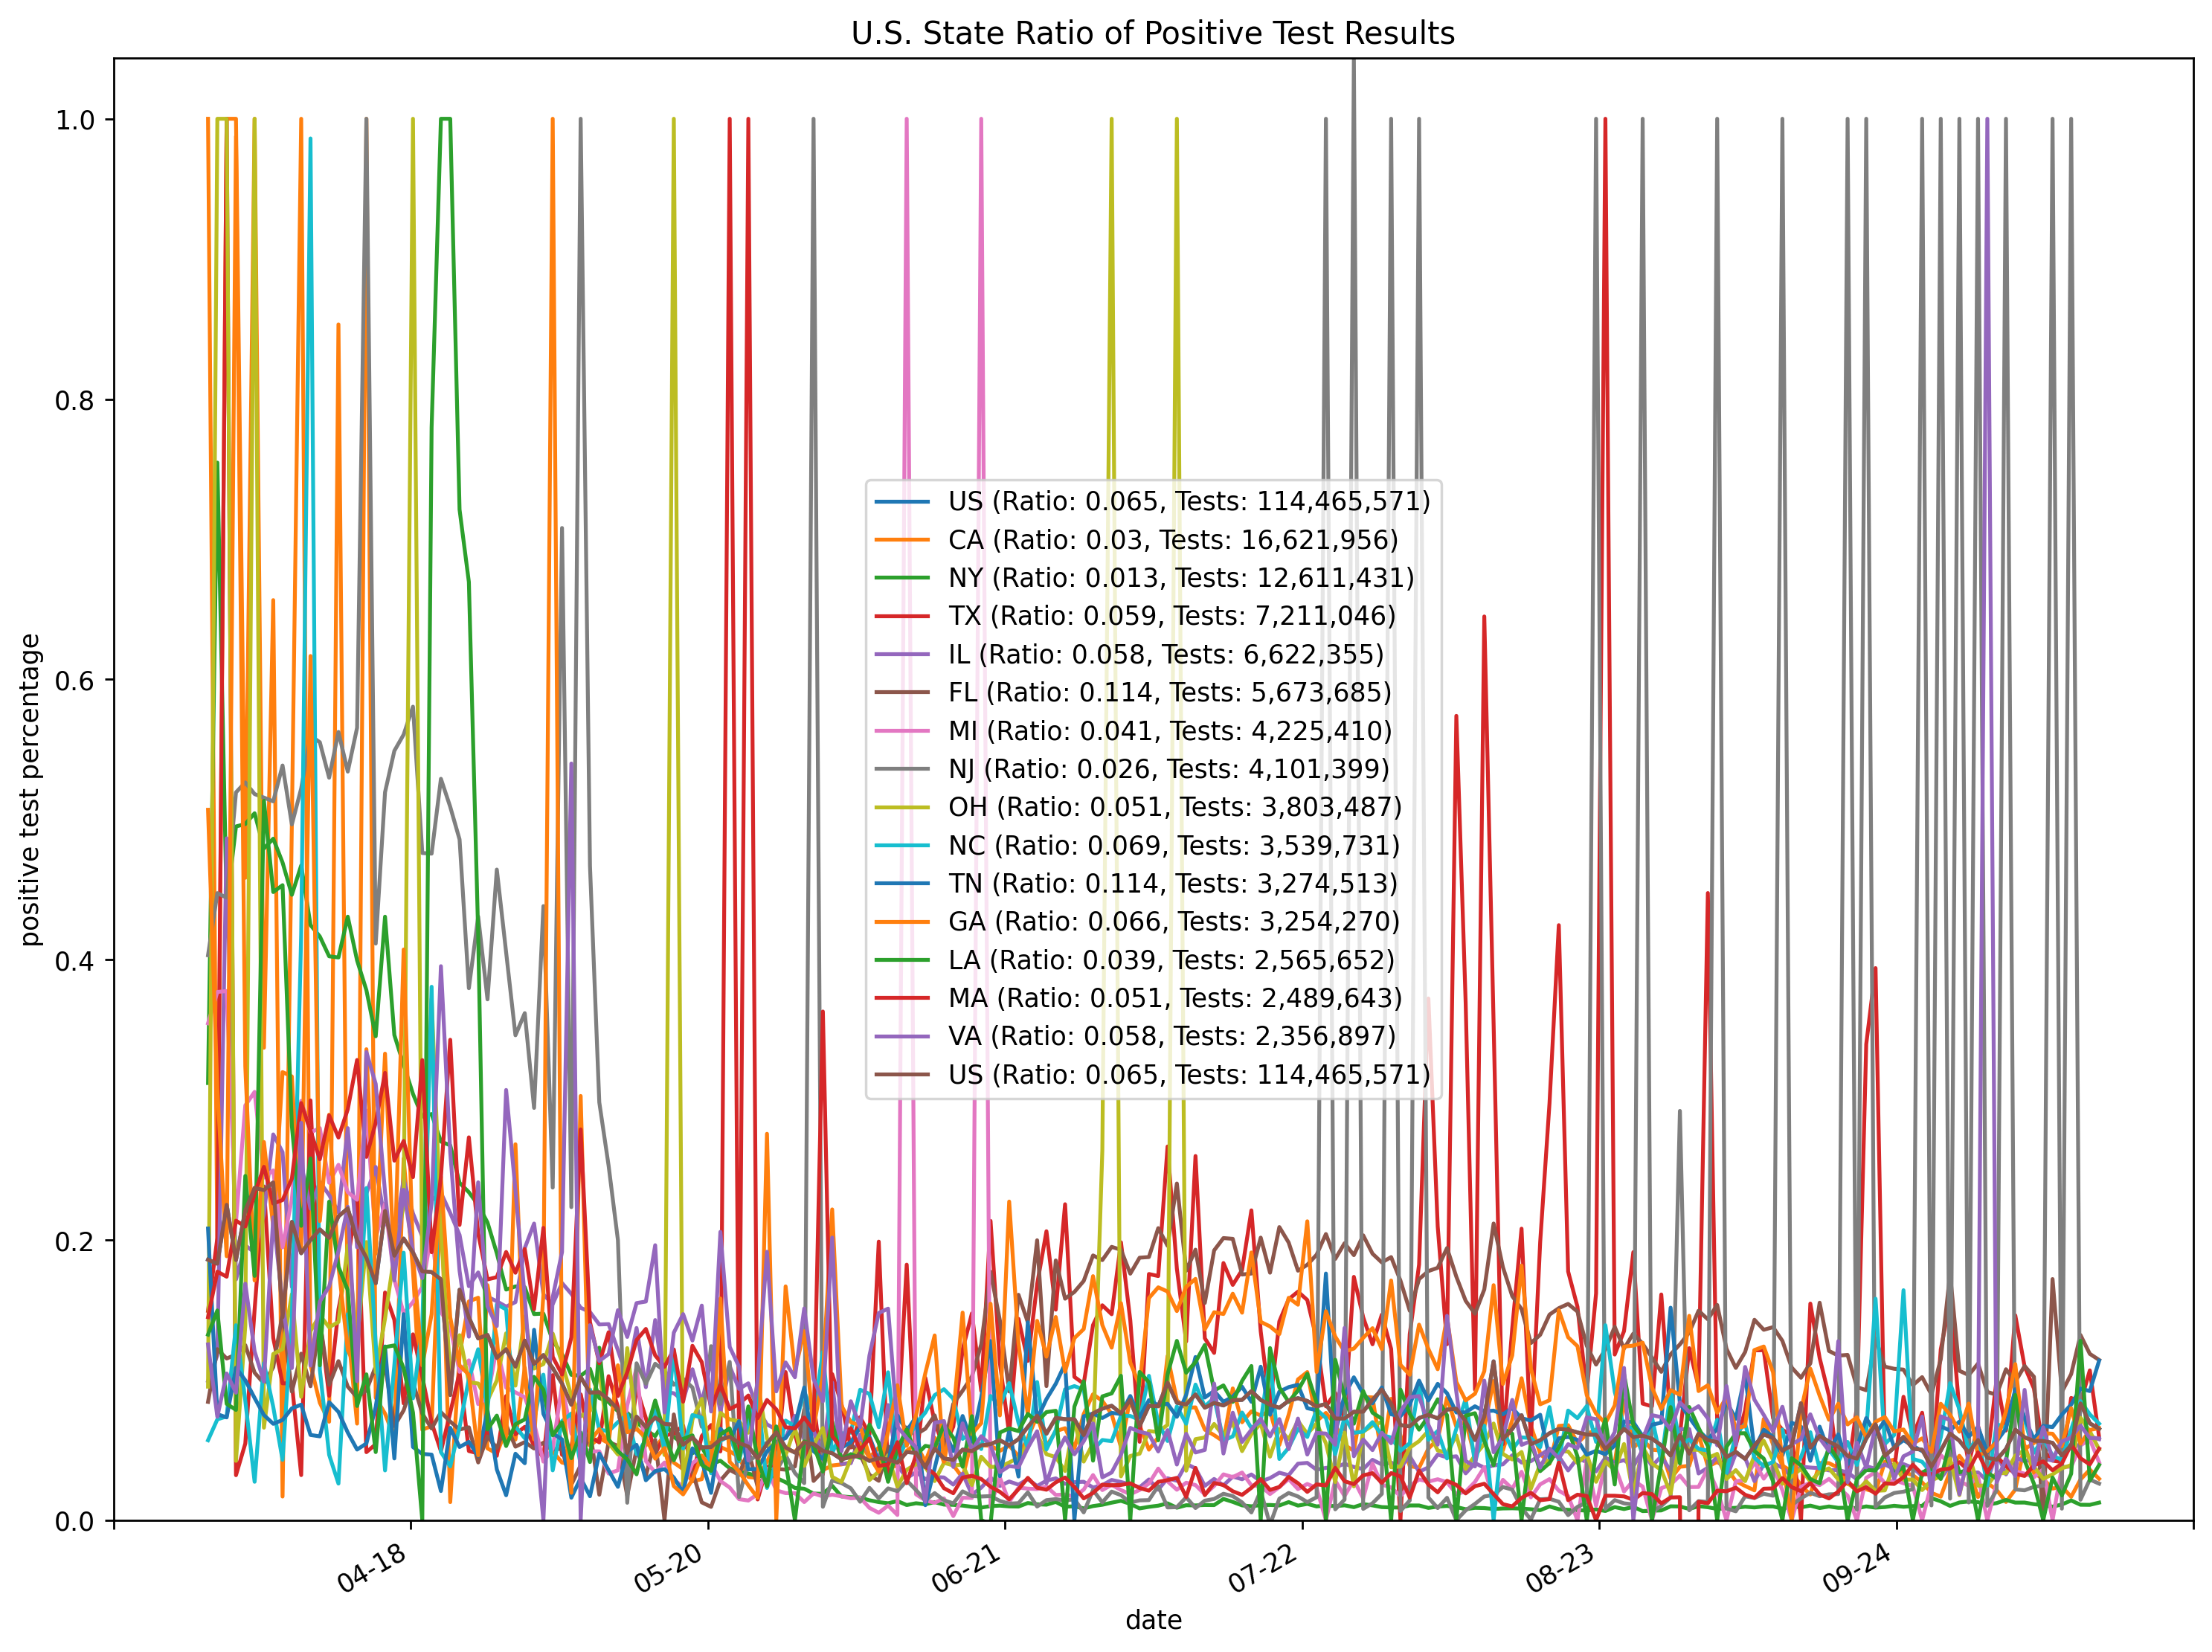 U.S. State Ratio of Positive Test Results
1.0
0.8
0.6
0.4
0.2
0.0
positive test percentage
US (Ratio: 0.065, Tests: 114,465,571)
CA (Ratio: 0.03, Tests: 16,621,956)
NY (Ratio: 0.013, Tests: 12,611,431)
TX (Ratio: 0.059, Tests: 7,211,046)
IL (Ratio: 0.058, Tests: 6,622,355)
FL (Ratio: 0.114, Tests: 5,673,685)
MI (Ratio: 0.041, Tests: 4,225,410)
NJ (Ratio: 0.026, Tests: 4,101,399)
OH (Ratio: 0.051, Tests: 3,803,487)
NC (Ratio: 0.069, Tests: 3,539,731)
TN (Ratio: 0.114, Tests: 3,274,513)
GA (Ratio: 0.066, Tests: 3,254,270)
LA (Ratio: 0.039, Tests: 2,565,652)
MA (Ratio: 0.051, Tests: 2,489,643)
VA (Ratio: 0.058, Tests: 2,356,897)
US (Ratio: 0.065, Tests: 114,465,571)
04-18
05-20
06-21
07-22
08-23
09-24
date